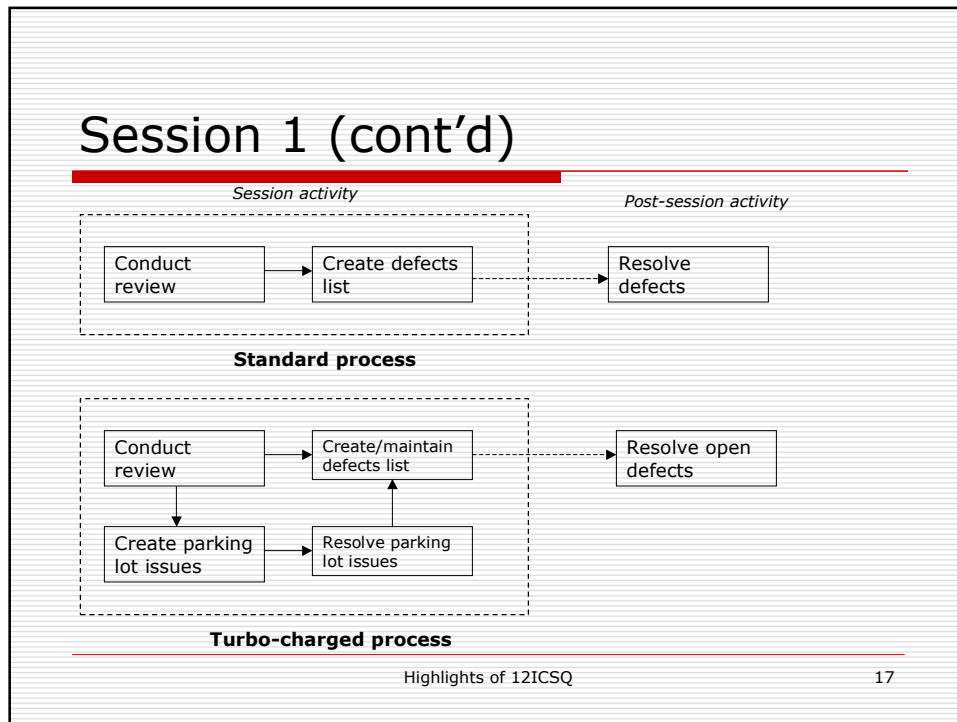 Session 1 (cont’d)
Session activity
Post-session activity
Conduct
review
Create defects
list
Resolve
defects
Standard process
Conduct
review
Create/maintain
defects list
Resolve open
defects
Create parking
lot issues
Resolve parking
lot issues
Turbo-charged process
Highlights of 12ICSQ
17